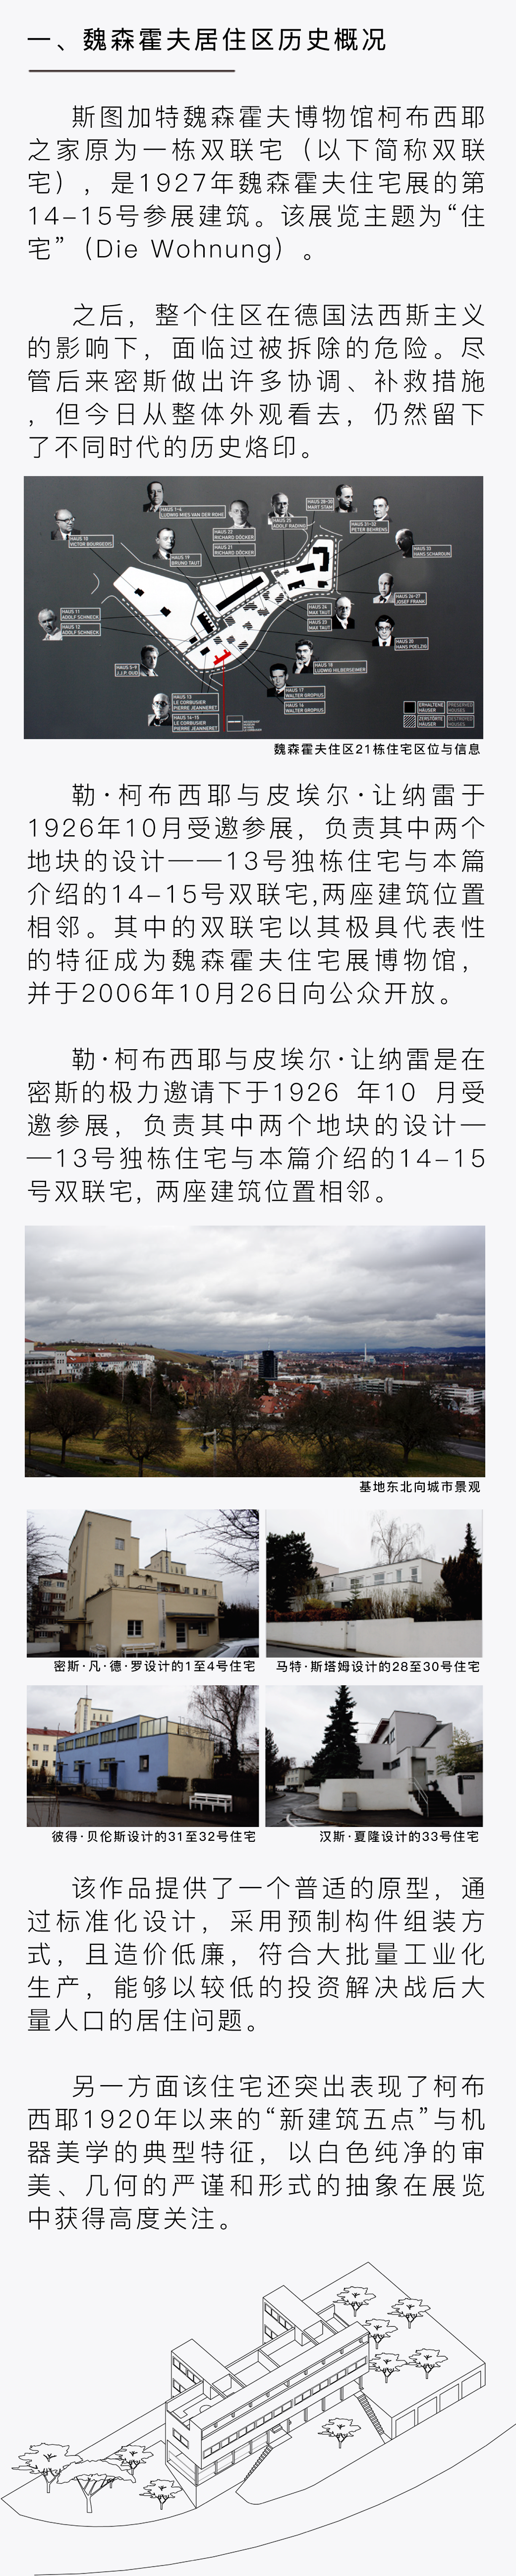 一、魏森霍夫居住区历史概况
斯图加特魏森霍夫博物馆柯布西耶
之家原为一栋双联宅（以下简称双联
宅），是1927年魏森霍夫住宅展的第
14-15号参展建筑。该展览主题为“住
宅”（Die Wohnung）。
之后，整个住区在德国法西斯主义
的影响下，面临过被拆除的危险。尽
管后来密斯做出许多协调、补救措施
，但今日从整体外观看去，仍然留下
了不同时代的历史烙印。
HAUS 1-4
LUDWIG MIES VAN DER ROHE
HAUS 28-30
MART STAM
HAUS 25
ADOLF RADING
HAUS 31-32
PETER BEHRENS
HAUS 22
RICHARD DÖCKER
HAUS 10
VICTOR BOURGEOIS
HAUS 21
RICHARD DÖCKER
HAUS 33
HANS SCHAROUN
HAUS 19
BRUNO TAUT
HAUS 26-27
JOSEF FRANK
HAUS 11
ADOLF SCHNECK
HAUS 24
MAX TAUT
HAUS 12
ADOLF SCHNECK
HAUS 23
MAX TAUT
HAUS 20
HANS POELZIG
HAUS 5-9
J.J.P. OUD
HAUS 18
LUDWIG HILBERSEIMER
HAUS 17
WALTER GROPIUS
HAUS 13
LE CORBUSIER
PIERRE JEANNERET
HAUS 16
WALTER GROPIUS
HAUS 14-15
LE CORBUSIER
PIERRE JEANNERET
ERHALTENE HÄUSER
PRESERVED HOUSES
ZERSTÖRTE HÄUSER
DESTROYED HOUSES
魏森霍夫住区21栋住宅区位与信息
勒·柯布西耶与皮埃尔·让纳雷于
1926年10月受邀参展，负责其中两个
地块的设计——13号独栋住宅与本篇
介绍的14-15号双联宅,两座建筑位置
相邻。其中的双联宅以其极具代表性
的特征成为魏森霍夫住宅展博物馆，
并于2006年10月26日向公众开放。
勒·柯布西耶与皮埃尔·让纳雷是在
密斯的极力邀请下于1926 年10 月受
邀参展，负责其中两个地块的设计—
—13号独栋住宅与本篇介绍的14-15
号双联宅, 两座建筑位置相邻。
基地东北向城市景观
密斯·凡·德·罗设计的1至4号住宅
马特·斯塔姆设计的28至30号住宅
彼得·贝伦斯设计的31至32号住宅
汉斯·夏隆设计的33号住宅
该作品提供了一个普适的原型，通
过标准化设计，采用预制构件组装方
式，且造价低廉，符合大批量工业化
生产，能够以较低的投资解决战后大
量人口的居住问题。
另一方面该住宅还突出表现了柯布
西耶1920年以来的“新建筑五点”与机
器美学的典型特征，以白色纯净的审
美、几何的严谨和形式的抽象在展览
中获得高度关注。